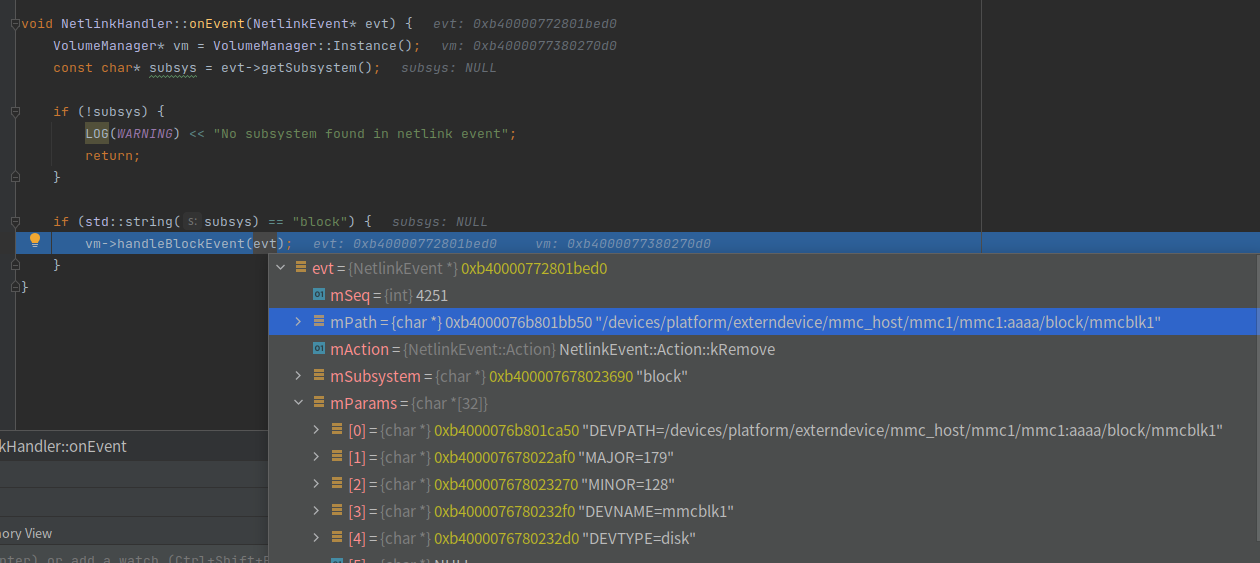 void NetlinkHandler::onEvent(NetlinkEvent* evt) { evt: 0xb40000772801bed0
VolumeManager* vm = VolumeManager::Instance(); vm: 0xb4000077380270d0
const char* subsys = evt->getSubsystem(); subsys: NULL
if (!subsys) {
LOG(WARNING) << "No subsystem found in netlink event";
return;
}
if (std::string( s: subsys) == "block") { subsys: NULL
vm->handleBlockEvent(evt); evt: 0xb40000772801bed0 vm: 0xb4000077380270d0
}
}
evt = {NetlinkEvent *} 0xb40000772801bed0
01 mSeq = {int} 4251
mPath = {char *} 0xb4000076b801bb50 "/devices/platform/externdevice/mmc_host/mmc1/mmc1:aaaa/block/mmcblk1"
01 mAction = {NetlinkEvent::Action} NetlinkEvent::Action::kRemove
mSubsystem = {char *} 0xb400007678023690 "block"
mParams = {char *[32]}
[0] = {char *} 0xb4000076b801ca50 "DEVPATH=/devices/platform/externdevice/mmc_host/mmc1/mmc1:aaaa/block/mmcblk1"
[1] = {char *} 0xb400007678022af0 "MAJOR=179"
[2] = {char *} 0xb400007678023270 "MINOR=128"
[3] = {char *} 0xb4000076780232f0 "DEVNAME=mmcblk1"
[4] = {char *} 0xb4000076780232d0 "DEVTYPE=disk"
[5] = {char *} NULL
kHandler::onEvent
ory View
nter) or add a watch (Ctrl+Shift+E